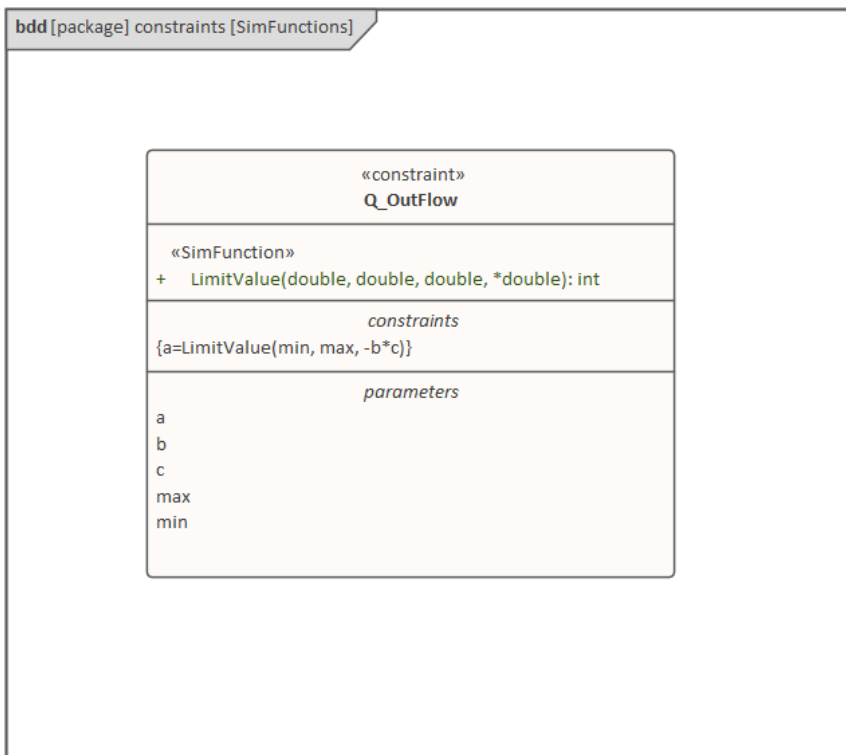 bdd [package] constraints [SimFunctions]
«constraint»
Q_OutFlow
«SimFunction»
+ LimitValue(double, double, double, *double): int
constraints
{a=LimitValue(min, max, -b*c)}
parameters
a
b
c
max
min